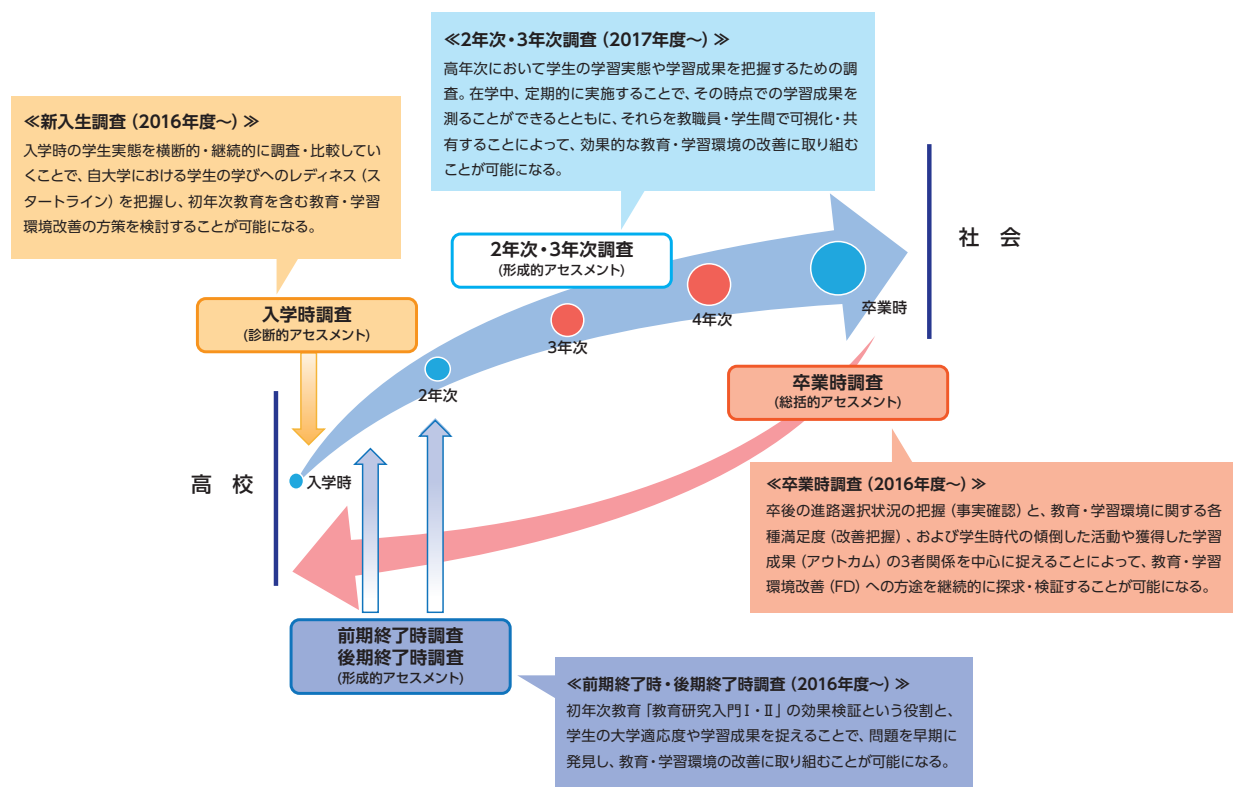 ≪2年次・3年次調査（2017年度〜）≫
高年次において学生の学習実態や学習成果を把握するための調
査。在学中、定期的に実施することで、その時点での学習成果を
測ることができるとともに、それらを教職員・学生間で可視化・共
有することによって、効果的な教育・学習環境の改善に取り組む
ことが可能になる。
≪新入生調査（2016年度〜）≫
入学時の学生実態を横断的・継続的に調査・比較してい
くことで、自大学における学生の学びへのレディネス（ス
タートライン）を把握し、初年次教育を含む教育・学習
環境改善の方策を検討することが可能になる。
社 会
2年次・3年次調査
(形成的アセスメント)
入学時調査
(診断的アセスメント)
卒業時
4年次
3年次
2年次
卒業時調査
(総括的アセスメント)
高 校
入学時
≪卒業時調査（2016年度〜）≫
卒後の進路選択状況の把握（事実確認）と、教育・学習環境に関する各
種満足度（改善把握）、および学生時代の傾倒した活動や獲得した学習
成果（アウトカム）の3者関係を中心に捉えることによって、教育・学習
環境改善（FD）への方途を継続的に探求・検証することが可能になる。
前期終了時調査
後期終了時調査
(形成的アセスメント)
≪前期終了時・後期終了時調査（2016年度〜）≫
初年次教育「教育研究入門Ⅰ・Ⅱ」の効果検証という役割と、
学生の大学適応度や学習成果を捉えることで、問題を早期に
発見し、教育・学習環境の改善に取り組むことが可能になる。